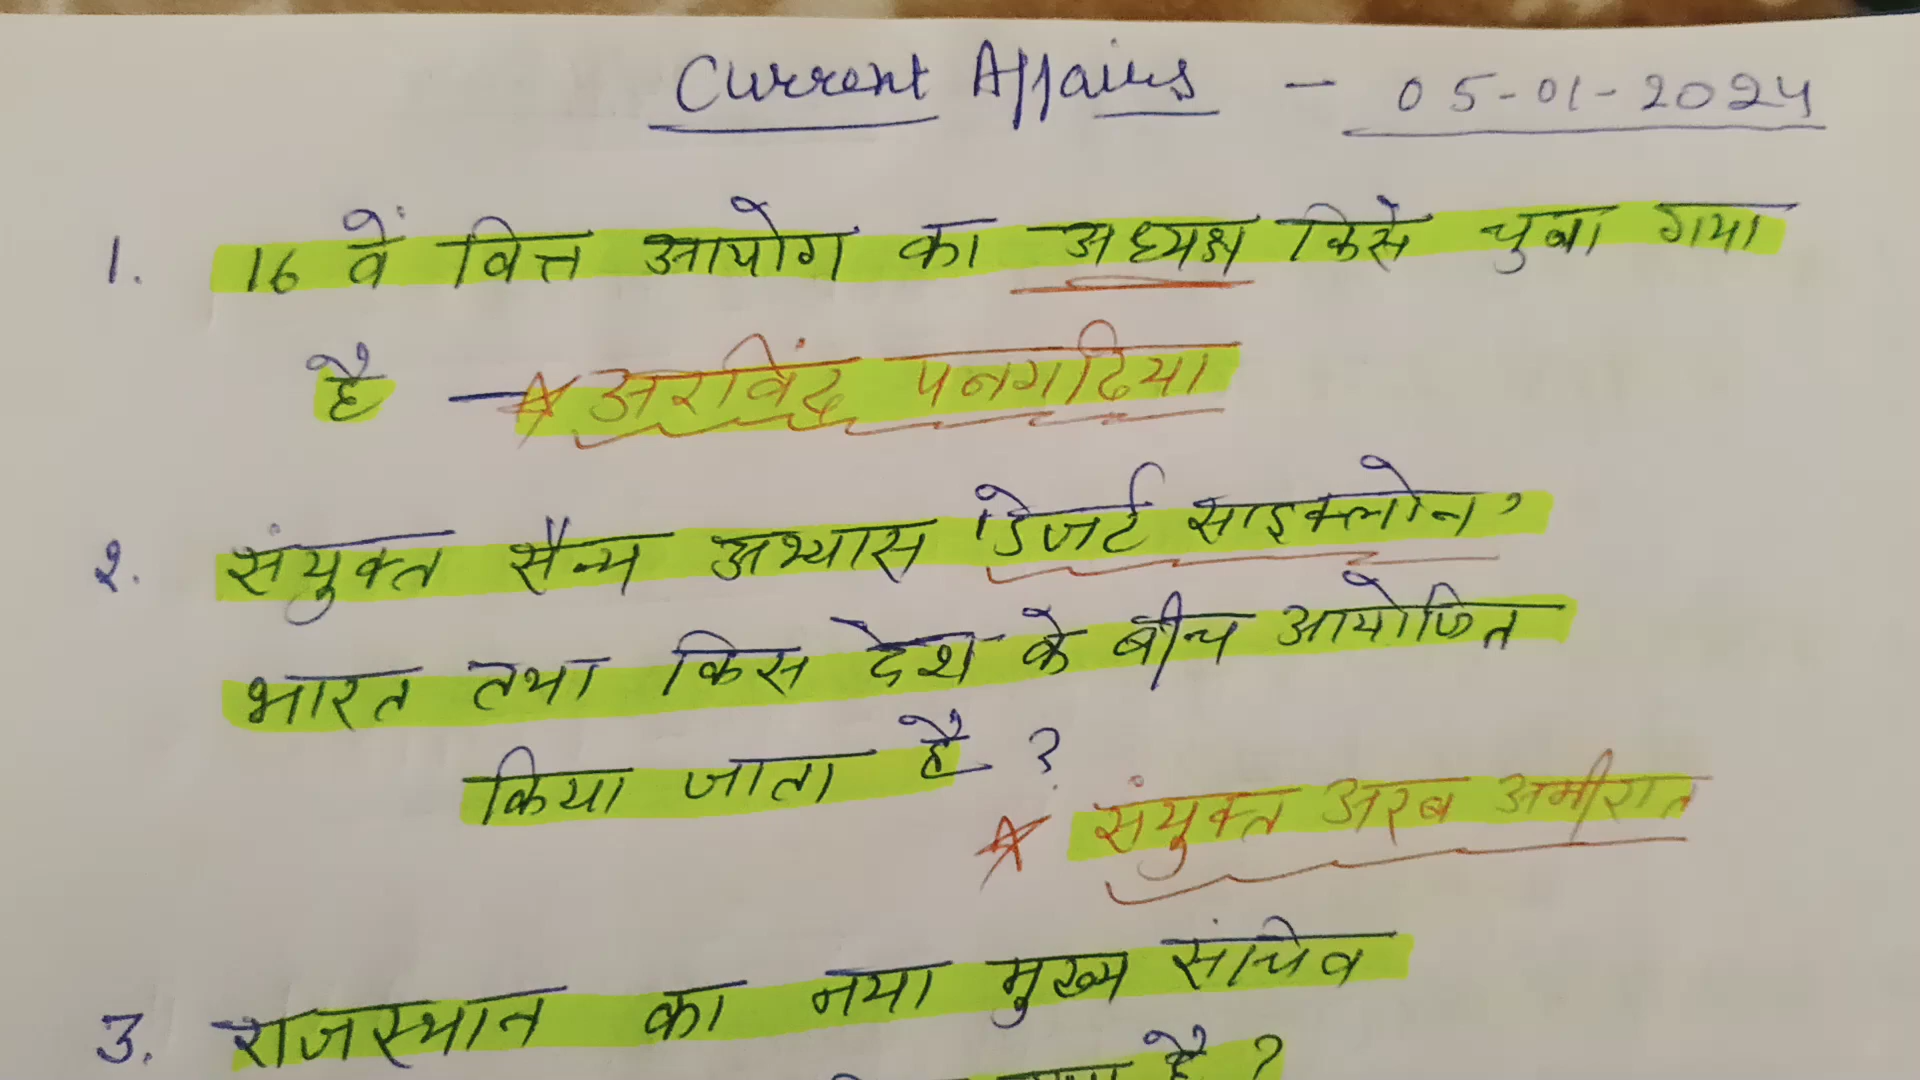 Current Affairs - 05-01-2024
1. 16 वें वित्त आयोग का अध्यक्ष किसे चुना गया
है — अरविंद पनगढिया
2. संयुक्त सैन्य अभ्यास 'डेजर्ट साइक्लोन'
भारत तथा किस देश के बीच आयोजित
किया जाता है ?
संयुक्त अरब अमीरात
3. राजस्थान का नया मुख्य संचिव
है ?